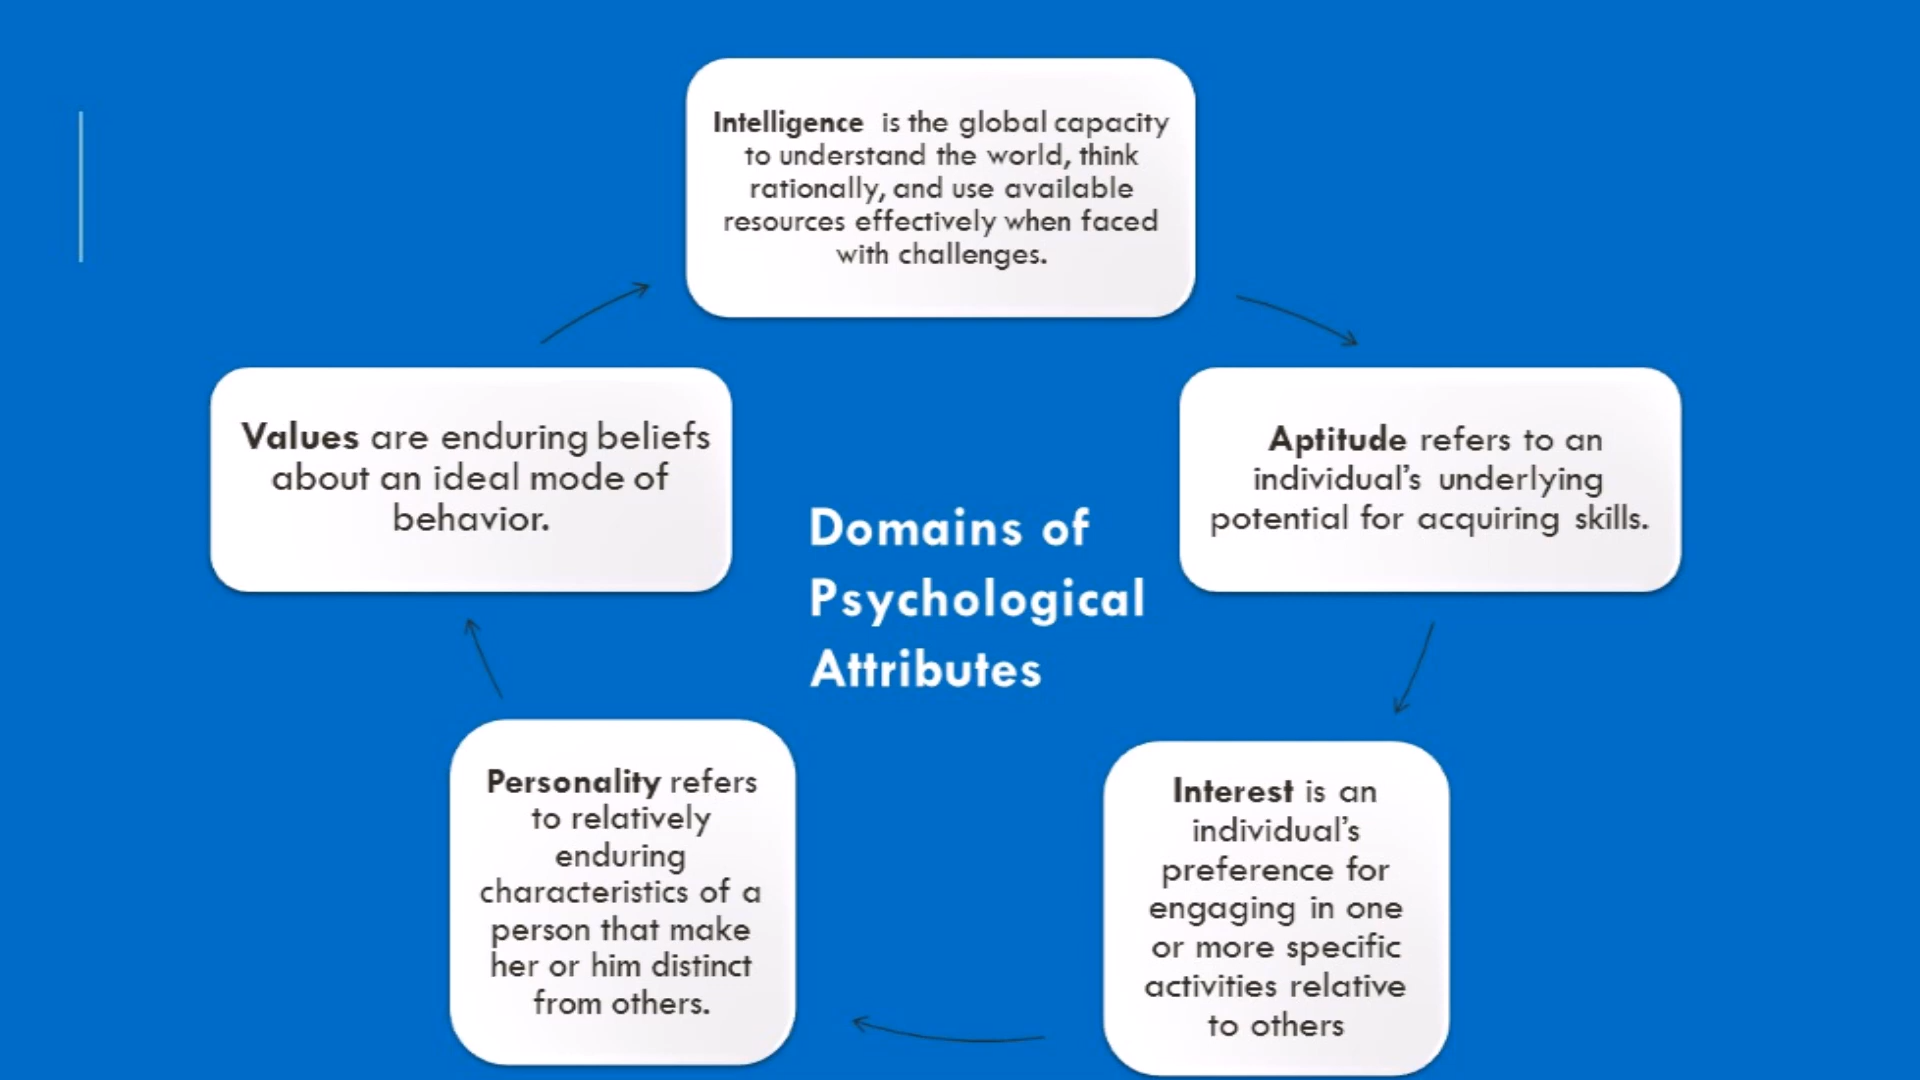 Intelligence is the global capacity
to understand the world, think
rationally, and use available
resources effectively when faced
with challenges.
Values are enduring beliefs
about an ideal mode of
behavior.
Aptitude refers to an
individual’s underlying
potential for acquiring skills.
Domains of
Psychological
Attributes
Personality refers
to relatively
enduring
characteristics of a
person that make
her or him distinct
from others.
Interest is an
individual’s
preference for
engaging in one
or more specific
activities relative
to others